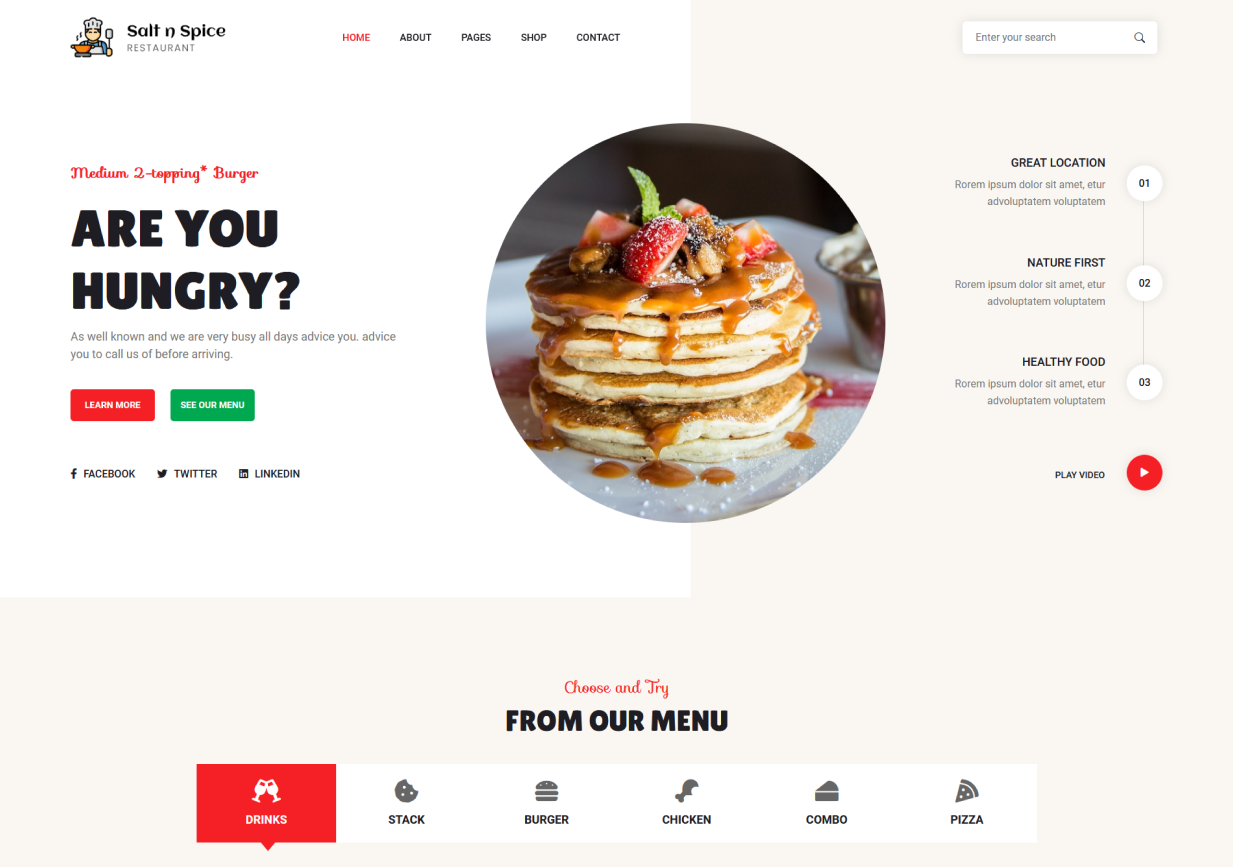 Salt n Spice
RESTAURANT
HOME ABOUT PAGES SHOP CONTACT
Enter your search
Medium 2-topping* Burger
ARE YOU
HUNGRY?
As well known and we are very busy all days advice you. advice
you to call us of before arriving.
LEARN MORE SEE OUR MENU
FACEBOOK TWITTER LINKEDIN
GREAT LOCATION
Rorem ipsum dolor sit amet, etur
advoluptatem voluptatem
01
NATURE FIRST
Rorem ipsum dolor sit amet, etur
advoluptatem voluptatem
02
HEALTHY FOOD
Rorem ipsum dolor sit amet, etur
advoluptatem voluptatem
03
PLAY VIDEO
Choose and Try
FROM OUR MENU
DRINKS STACK BURGER CHICKEN COMBO PIZZA